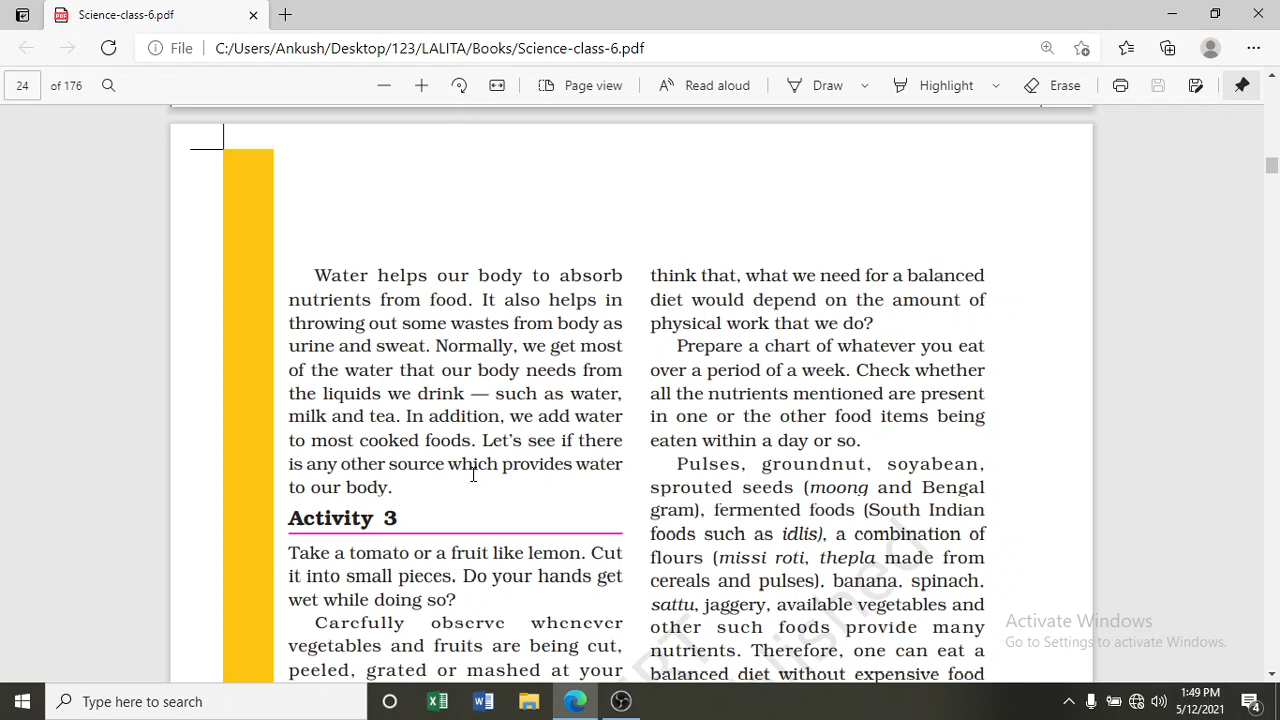 Science-class-6.pdf
File
C:/Users/Ankush/Desktop/123/LALITA/Books/Science-class-6.pdf
24 of 176
Page view
Read aloud
Draw
Highlight
Erase
Water helps our body to absorb
nutrients from food. It also helps in
throwing out some wastes from body as
urine and sweat. Normally, we get most
of the water that our body needs from
the liquids we drink — such as water,
milk and tea. In addition, we add water
to most cooked foods. Let's see if there
is any other source which provides water
to our body.
Activity 3
Take a tomato or a fruit like lemon. Cut
it into small pieces. Do your hands get
wet while doing so?
Carefully observe whenever
vegetables and fruits are being cut,
peeled, grated or mashed at your
think that, what we need for a balanced
diet would depend on the amount of
physical work that we do?
Prepare a chart of whatever you eat
over a period of a week. Check whether
all the nutrients mentioned are present
in one or the other food items being
eaten within a day or so.
Pulses, groundnut, soyabean,
sprouted seeds (moong and Bengal
gram), fermented foods (South Indian
foods such as idlis), a combination of
flours (missi roti, thepla made from
cereals and pulses), banana, spinach,
sattu, jaggery, available vegetables and
other such foods provide many
nutrients. Therefore, one can eat a
balanced diet without expensive food
Activate Windows
Go to Settings to activate Windows.
Type here to search
1:49 PM
5/12/2021
4